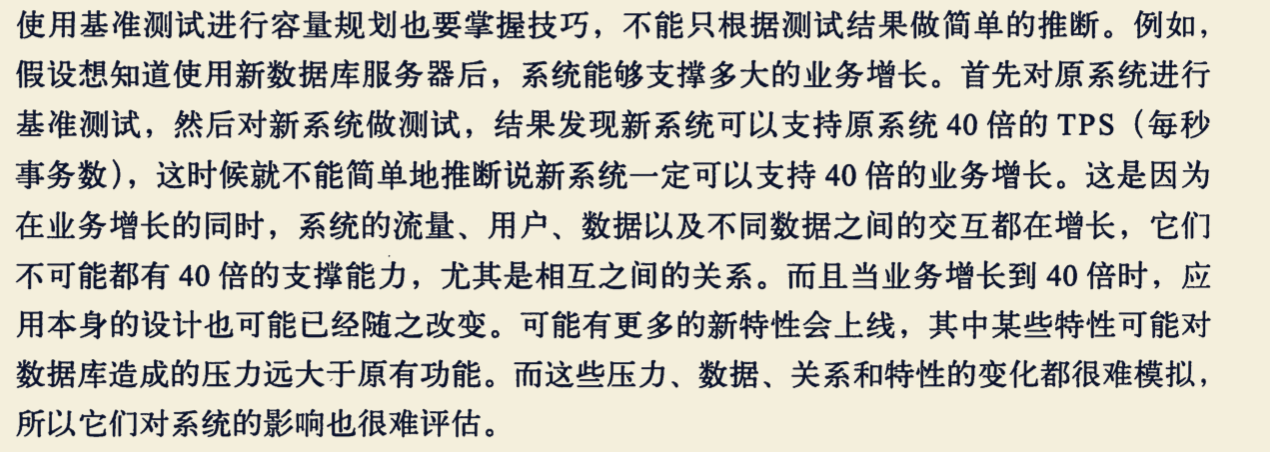 使用基准测试进行容量规划也要掌握技巧，不能只根据测试结果做简单的推断。例如，
假设想知道使用新数据库服务器后，系统能够支撑多大的业务增长。首先对原系统进行
基准测试，然后对新系统做测试，结果发现新系统可以支持原系统 40 倍的 TPS（每秒
事务数），这时候就不能简单地推断说新系统一定可以支持 40 倍的业务增长。这是因为
在业务增长的同时，系统的流量、用户、数据以及不同数据之间的交互都在增长，它们
不可能都有 40 倍的支撑能力，尤其是相互之间的关系。而且当业务增长到 40 倍时，应
用本身的设计也可能已经随之改变。可能有更多的新特性会上线，其中某些特性可能对
数据库造成的压力远大于原有功能。而这些压力、数据、关系和特性的变化都很难模拟，
所以它们对系统的影响也很难评估。